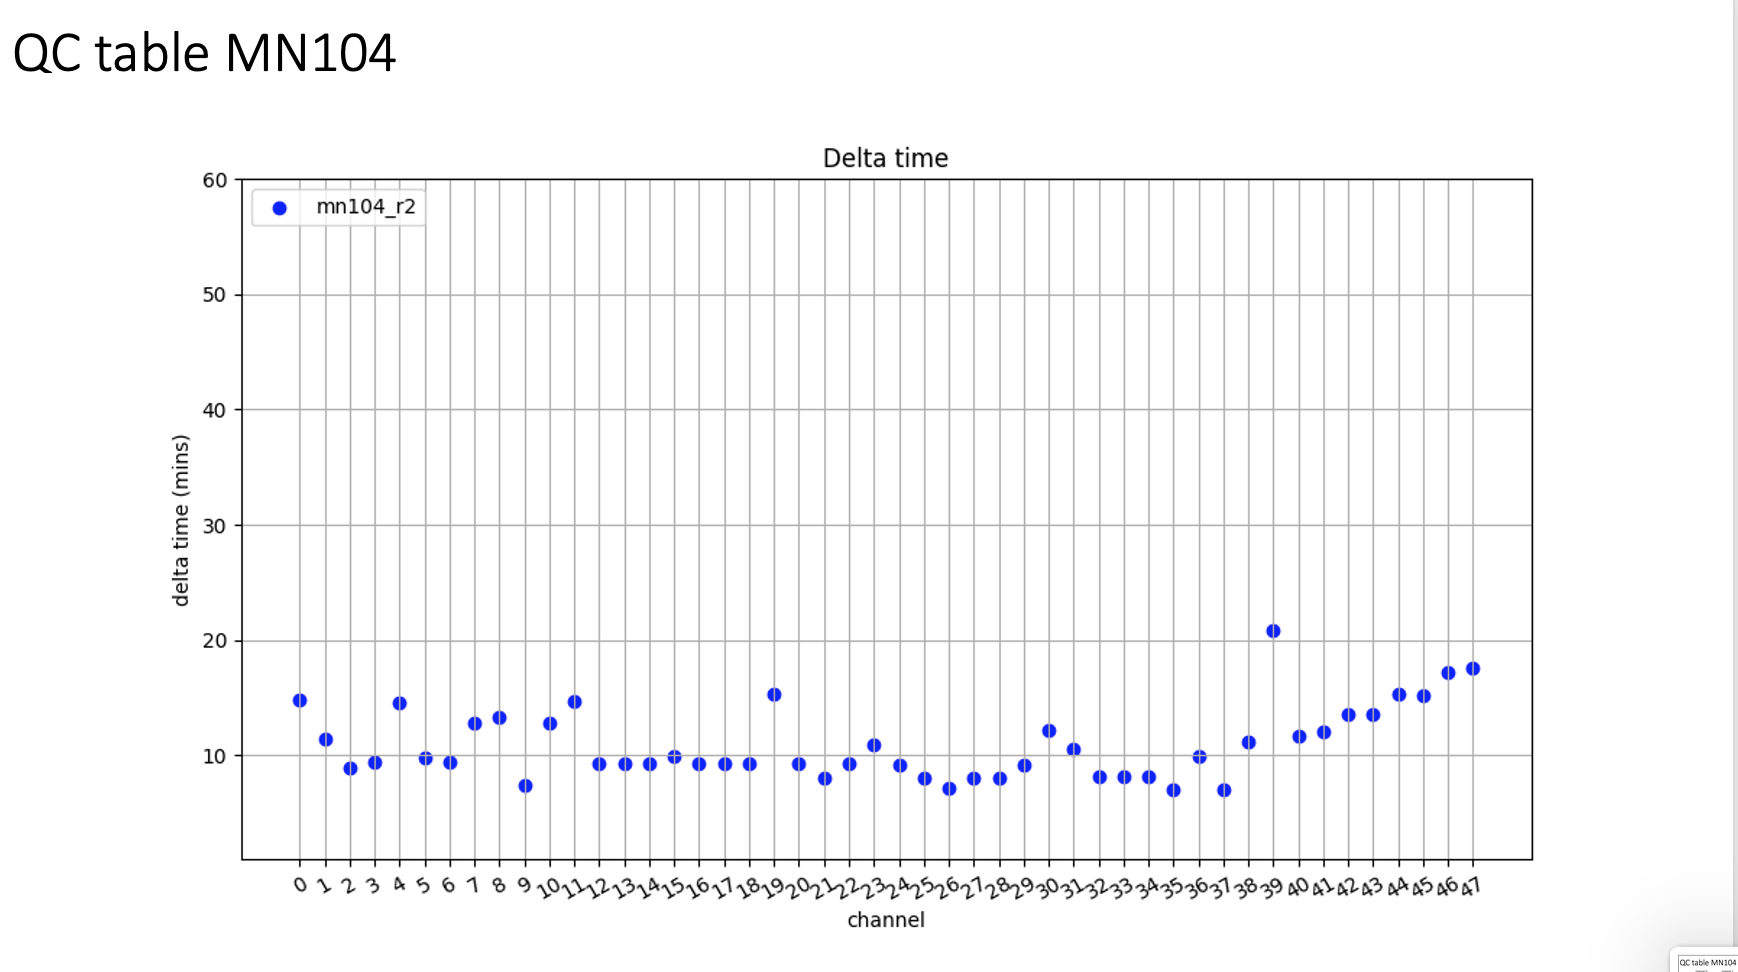 QC table MN104
Delta time
mn104_r2
60
50
40
30
20
10
delta time (mins)
0 1 2 3 4 5 6 7 8 9 10 11 12 13 14 15 16 17 18 19 20 21 22 23 24 25 26 27 28 29 30 31 32 33 34 35 36 37 38 39 40 41 42 43 44 45 46 47
channel
QC table MN104